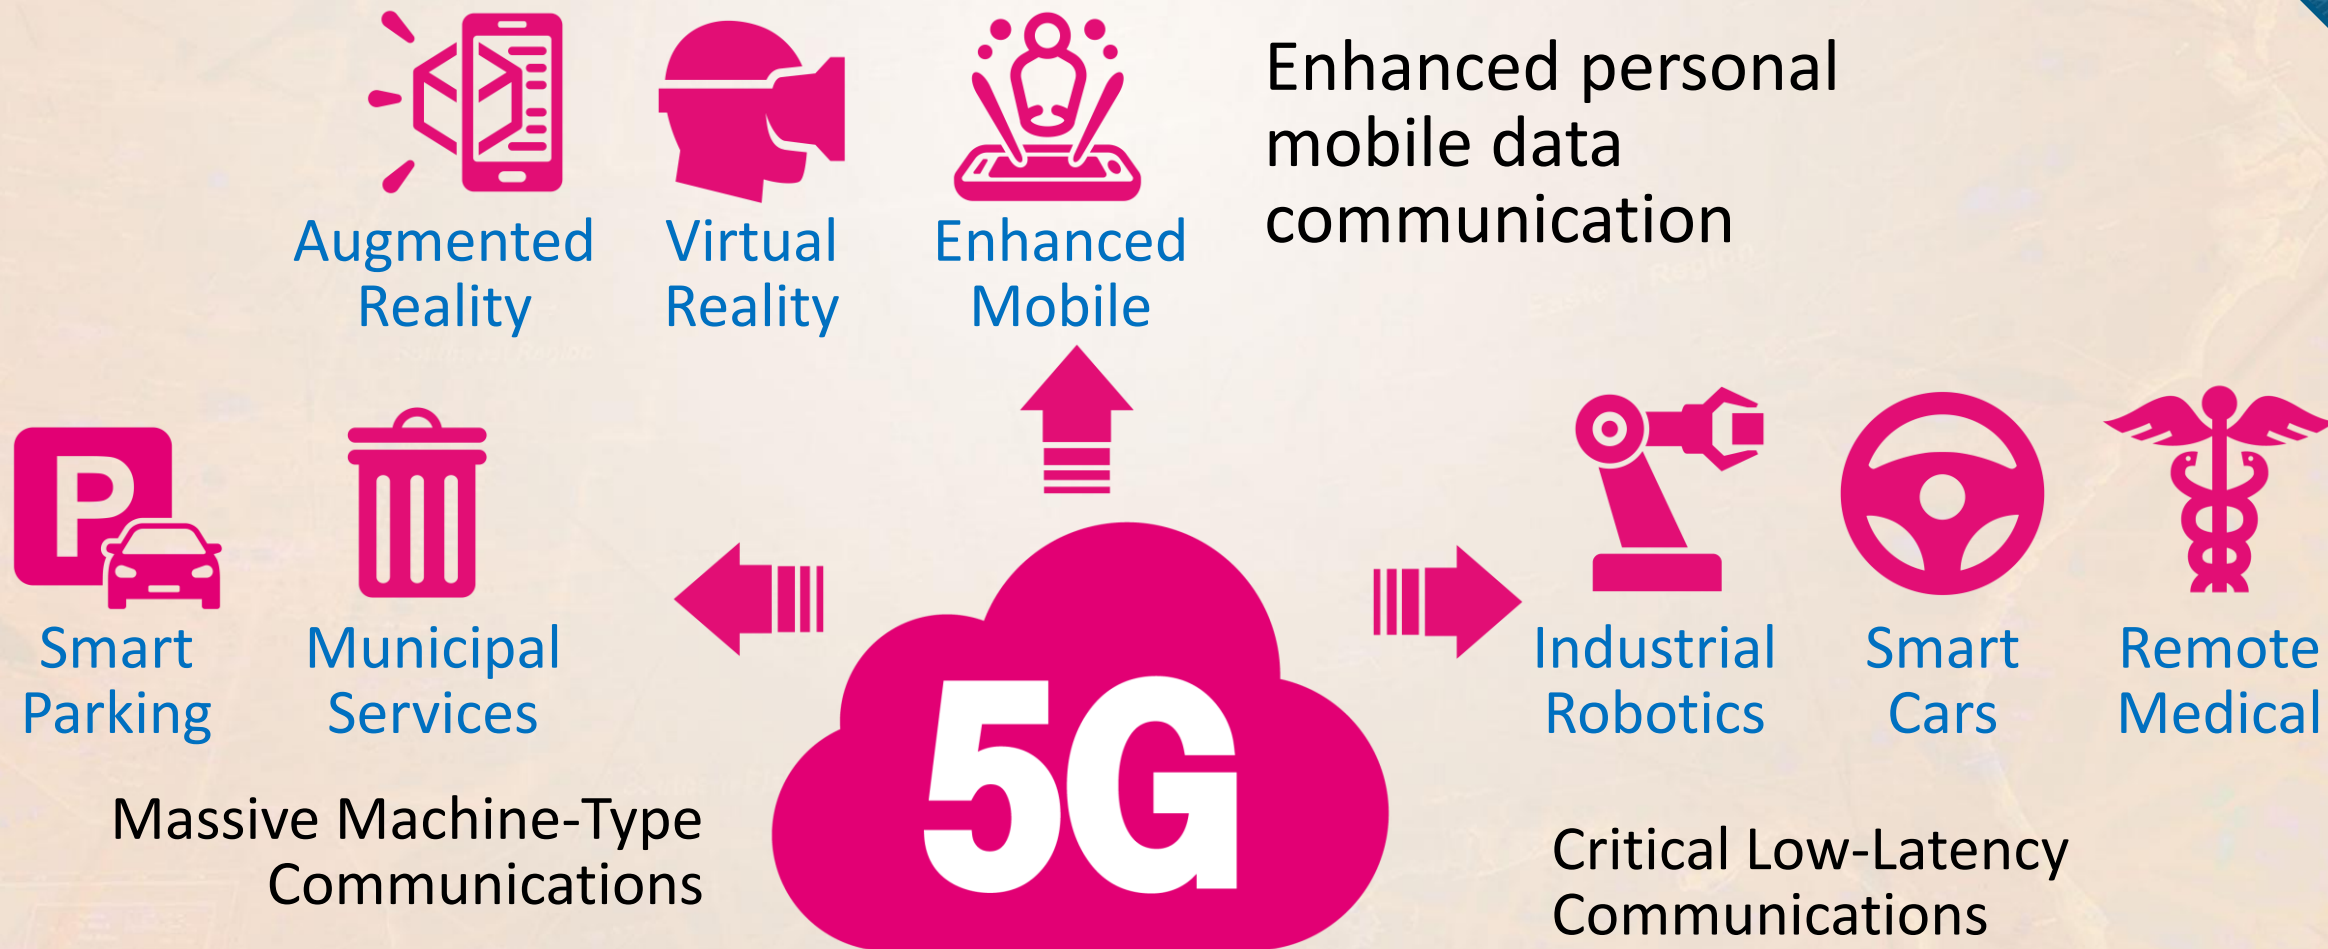 Enhanced personal
mobile data
communication
Augmented
Reality
Virtual
Reality
Enhanced
Mobile
P
Smart
Parking
Municipal
Services
Industrial
Robotics
Smart
Cars
Remote
Medical
5G
Massive Machine-Type
Communications
Critical Low-Latency
Communications